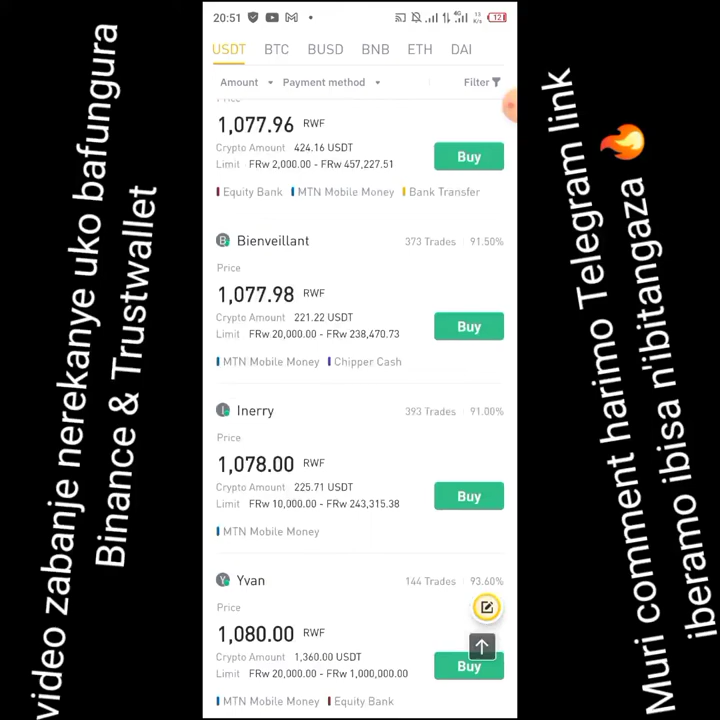 video zabanje nerekanye uko bafungura
Binance & Trustwallet
20:51
12
USDT BTC BUSD BNB ETH DAI
Amount Payment method Filter
Price
1,077.96 RWF
Crypto Amount 424.16 USDT
Limit FRw 2,000.00 - FRw 457,227.51
Buy
Equity Bank MTN Mobile Money Bank Transfer
B Bienveillant 373 Trades 91.50%
Price
1,077.98 RWF
Crypto Amount 221.22 USDT
Limit FRw 20,000.00 - FRw 238,470.73
Buy
MTN Mobile Money Chipper Cash
I Inerry 393 Trades 91.00%
Price
1,078.00 RWF
Crypto Amount 225.71 USDT
Limit FRw 10,000.00 - FRw 243,315.38
Buy
MTN Mobile Money
Y Yvan 144 Trades 93.60%
Price
1,080.00 RWF
Crypto Amount 1,360.00 USDT
Limit FRw 20,000.00 - FRw 1,000,000.00
Buy
MTN Mobile Money Equity Bank
Muri comment harimo Telegram link
iberamo ibisa n'ibitangaza 🔥